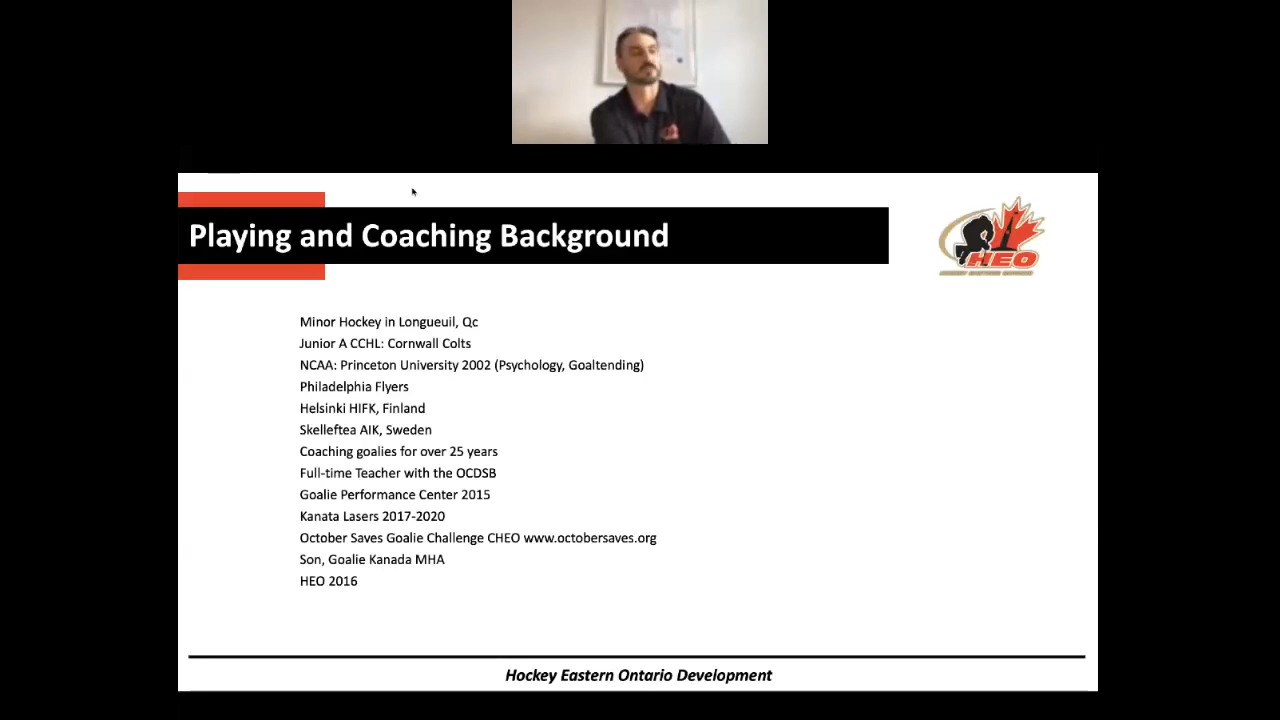 Playing and Coaching Background
HEO
Minor Hockey in Longueuil, Qc
Junior A CCHL: Cornwall Colts
NCAA: Princeton University 2002 (Psychology, Goaltending)
Philadelphia Flyers
Helsinki HIFK, Finland
Skelleftea AIK, Sweden
Coaching goalies for over 25 years
Full-time Teacher with the OCDSB
Goalie Performance Center 2015
Kanata Lasers 2017-2020
October Saves Goalie Challenge CHEO www.octobersaves.org
Son, Goalie Kanada MHA
HEO 2016
Hockey Eastern Ontario Development